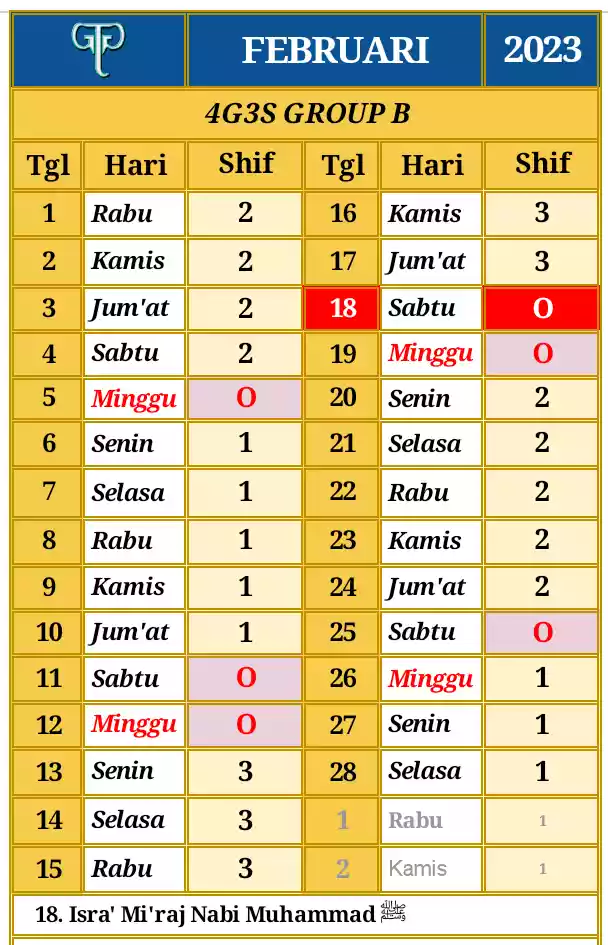 GTP FEBRUARI 2023
4G3S GROUP B
Tgl Hari Shif Tgl Hari Shif
1 Rabu 2 16 Kamis 3
2 Kamis 2 17 Jum'at 3
3 Jum'at 2 18 Sabtu O
4 Sabtu 2 19 Minggu O
5 Minggu O 20 Senin 2
6 Senin 1 21 Selasa 2
7 Selasa 1 22 Rabu 2
8 Rabu 1 23 Kamis 2
9 Kamis 1 24 Jum'at 2
10 Jum'at 1 25 Sabtu O
11 Sabtu O 26 Minggu 1
12 Minggu O 27 Senin 1
13 Senin 3 28 Selasa 1
14 Selasa 3 1 Rabu 1
15 Rabu 3 2 Kamis 1
18. Isra' Mi'raj Nabi Muhammad ﷺ